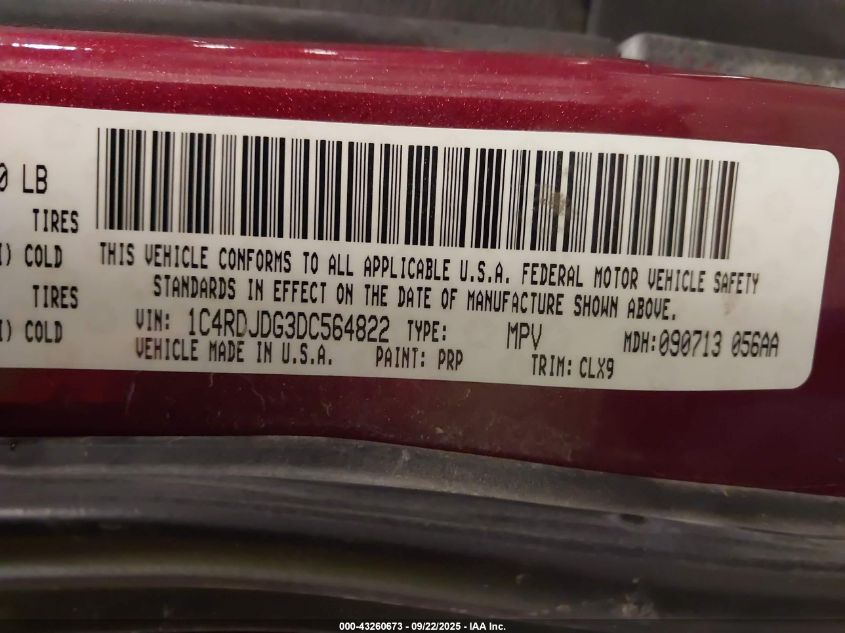 0 LB
TIRES
I) COLD
TIRES
I) COLD
THIS VEHICLE CONFORMS TO ALL APPLICABLE U.S.A. FEDERAL MOTOR VEHICLE SAFETY
STANDARDS IN EFFECT ON THE DATE OF MANUFACTURE SHOWN ABOVE.
VIN: 1C4RDJDG3DC564822 TYPE: MPV MDH:090713 056AA
VEHICLE MADE IN U.S.A. PAINT: PRP TRIM: CLX9
000-43260673 - 09/22/2025 - IAA Inc.